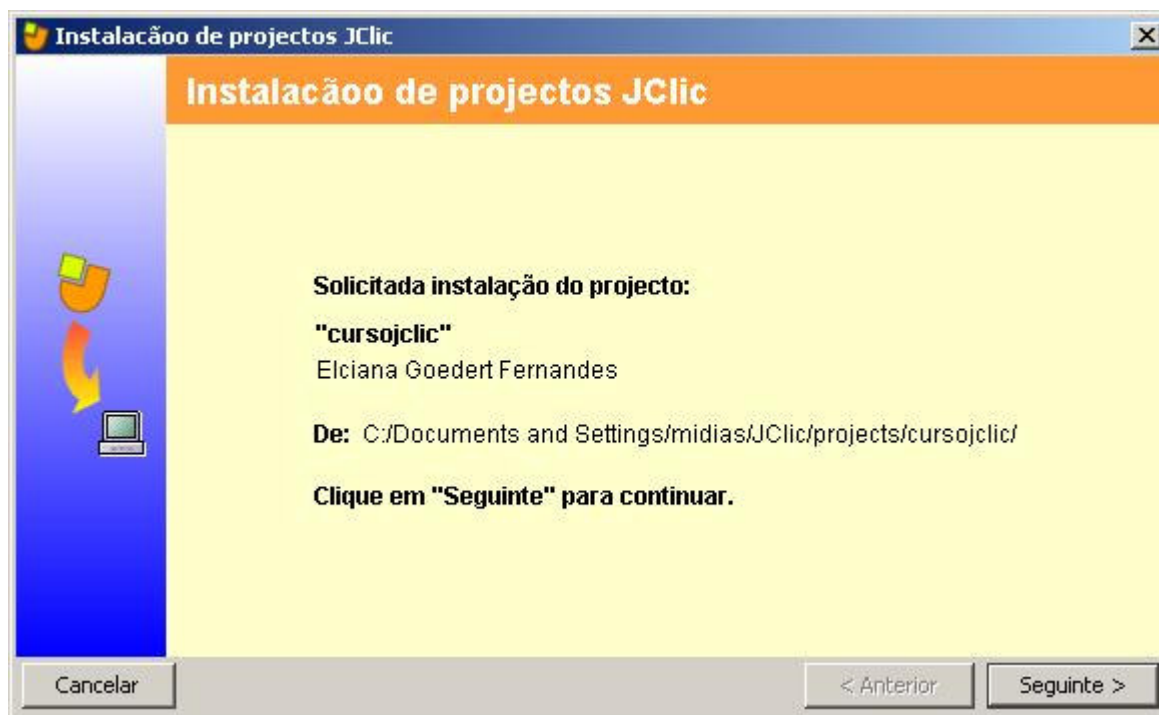 Instalacãoo de projectos JClic
Instalacãoo de projectos JClic
Solicitada instalação do projecto:
"cursojclic"
Elciana Goedert Fernandes
De: C:/Documents and Settings/midias/JClic/projects/cursojclic/
Clique em "Seguinte" para continuar.
Cancelar < Anterior Seguinte >